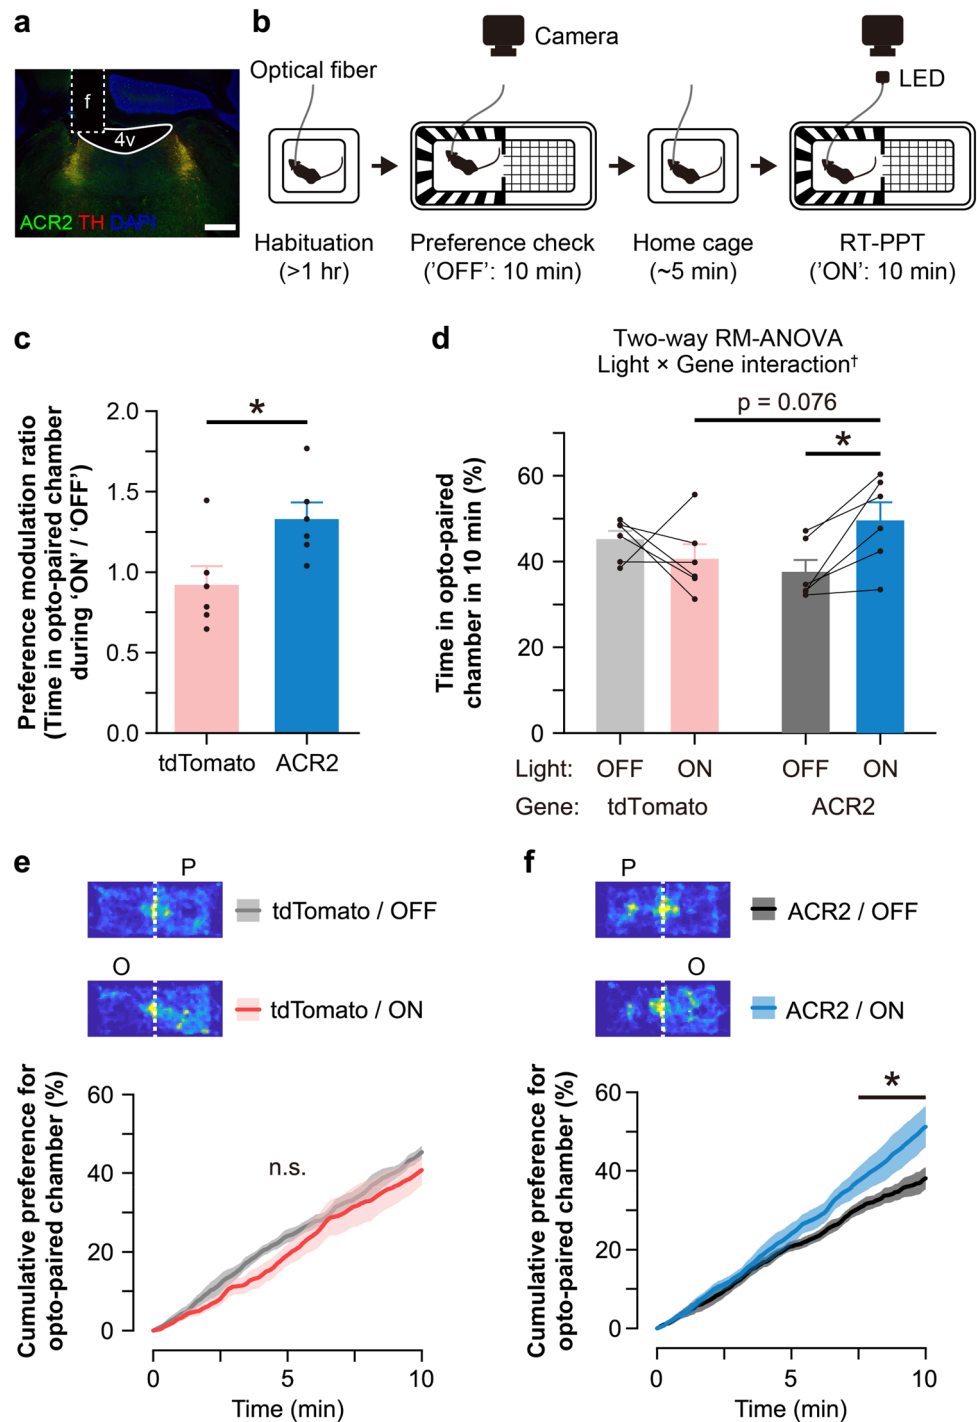 a
f
4v
ACR2 TH DAPI
b
Camera
Optical fiber
LED
Habituation
(>1 hr)
Preference check
('OFF': 10 min)
Home cage
(~5 min)
RT-PPT
('ON': 10 min)
c
Preference modulation ratio
(Time in opto-paired chamber
during 'ON' / 'OFF')
2.0
1.5
1.0
0.5
0.0
*
tdTomato
ACR2
d
Two-way RM-ANOVA
Light × Gene interaction†
p = 0.076
*
Time in opto-paired
chamber in 10 min (%)
60
40
20
0
Light: OFF ON OFF ON
Gene: tdTomato ACR2
e
P
tdTomato / OFF
O
tdTomato / ON
Cumulative preference for
opto-paired chamber (%)
60
40
20
0
n.s.
0 5 10
Time (min)
f
P
ACR2 / OFF
O
ACR2 / ON
Cumulative preference for
opto-paired chamber (%)
60
40
20
0
*
0 5 10
Time (min)